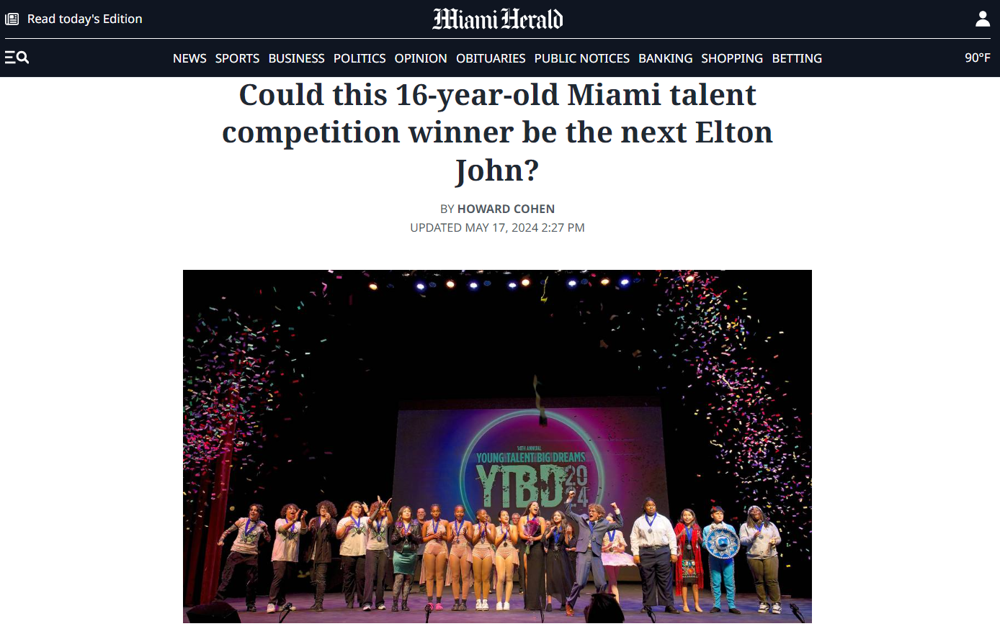 Read today's Edition
Miami Herald
NEWS SPORTS BUSINESS POLITICS OPINION OBITUARIES PUBLIC NOTICES BANKING SHOPPING BETTING
90°F
Could this 16-year-old Miami talent
competition winner be the next Elton
John?
BY HOWARD COHEN
UPDATED MAY 17, 2024 2:27 PM
14TH ANNUAL
YOUNG TALENT BIG DREAMS
YTBD 20
24